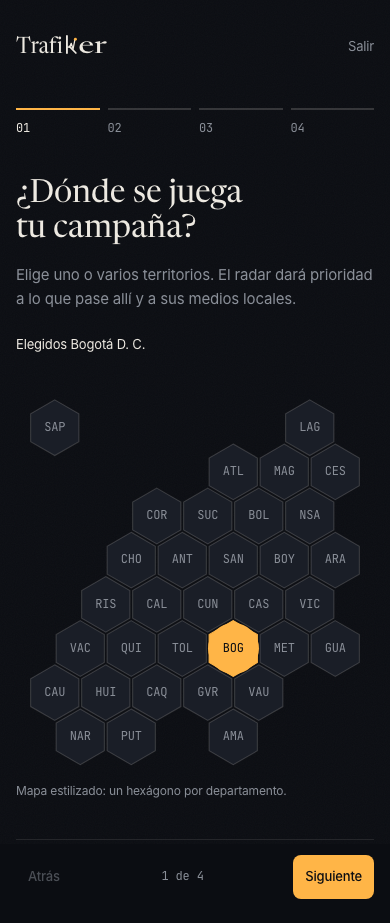 Trafiker
Salir
01 02 03 04
¿Dónde se juega
tu campaña?
Elige uno o varios territorios. El radar dará prioridad
a lo que pase allí y a sus medios locales.
Elegidos Bogotá D. C.
SAP LAG
ATL MAG CES
COR SUC BOL NSA
CHO ANT SAN BOY ARA
RIS CAL CUN CAS VIC
VAC QUI TOL BOG MET GUA
CAU HUI CAQ GVR VAU
NAR PUT AMA
Mapa estilizado: un hexágono por departamento.
Atrás 1 de 4 Siguiente